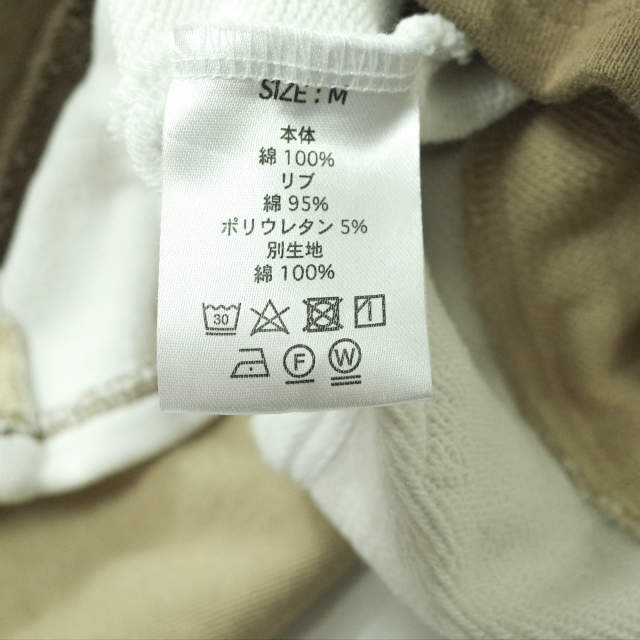 SIZE : M
本体
綿 100%
リブ
綿 95%
ポリウレタン 5%
別生地
綿 100%
30
F W